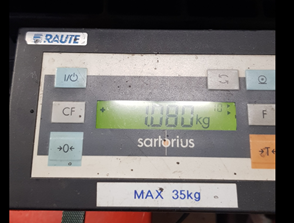 RAUTE
I/⏻
CF
F
1.080 kg
→0←
sartorius
→T←
MAX 35kg